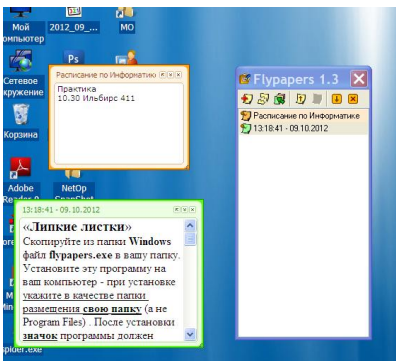 Мой
компьютер
2012_09_...
МО
Ps
Сетевое
окружение
Корзина
Adobe
NetOp
Расписание по Информатике
Практика
10.30 Ильбирс 411
13:18:41 - 09.10.2012
«Липкие листки»
Скопируйте из папки Windows
файл flypapers.exe в вашу папку.
Установите эту программу на
ваш компьютер - при установке
укажите в качестве папки
размещения свою папку (а не
Program Files) . После установки
значок программы должен
spider.exe
Flypapers 1.3
Расписание по Информатике
13:18:41 - 09.10.2012